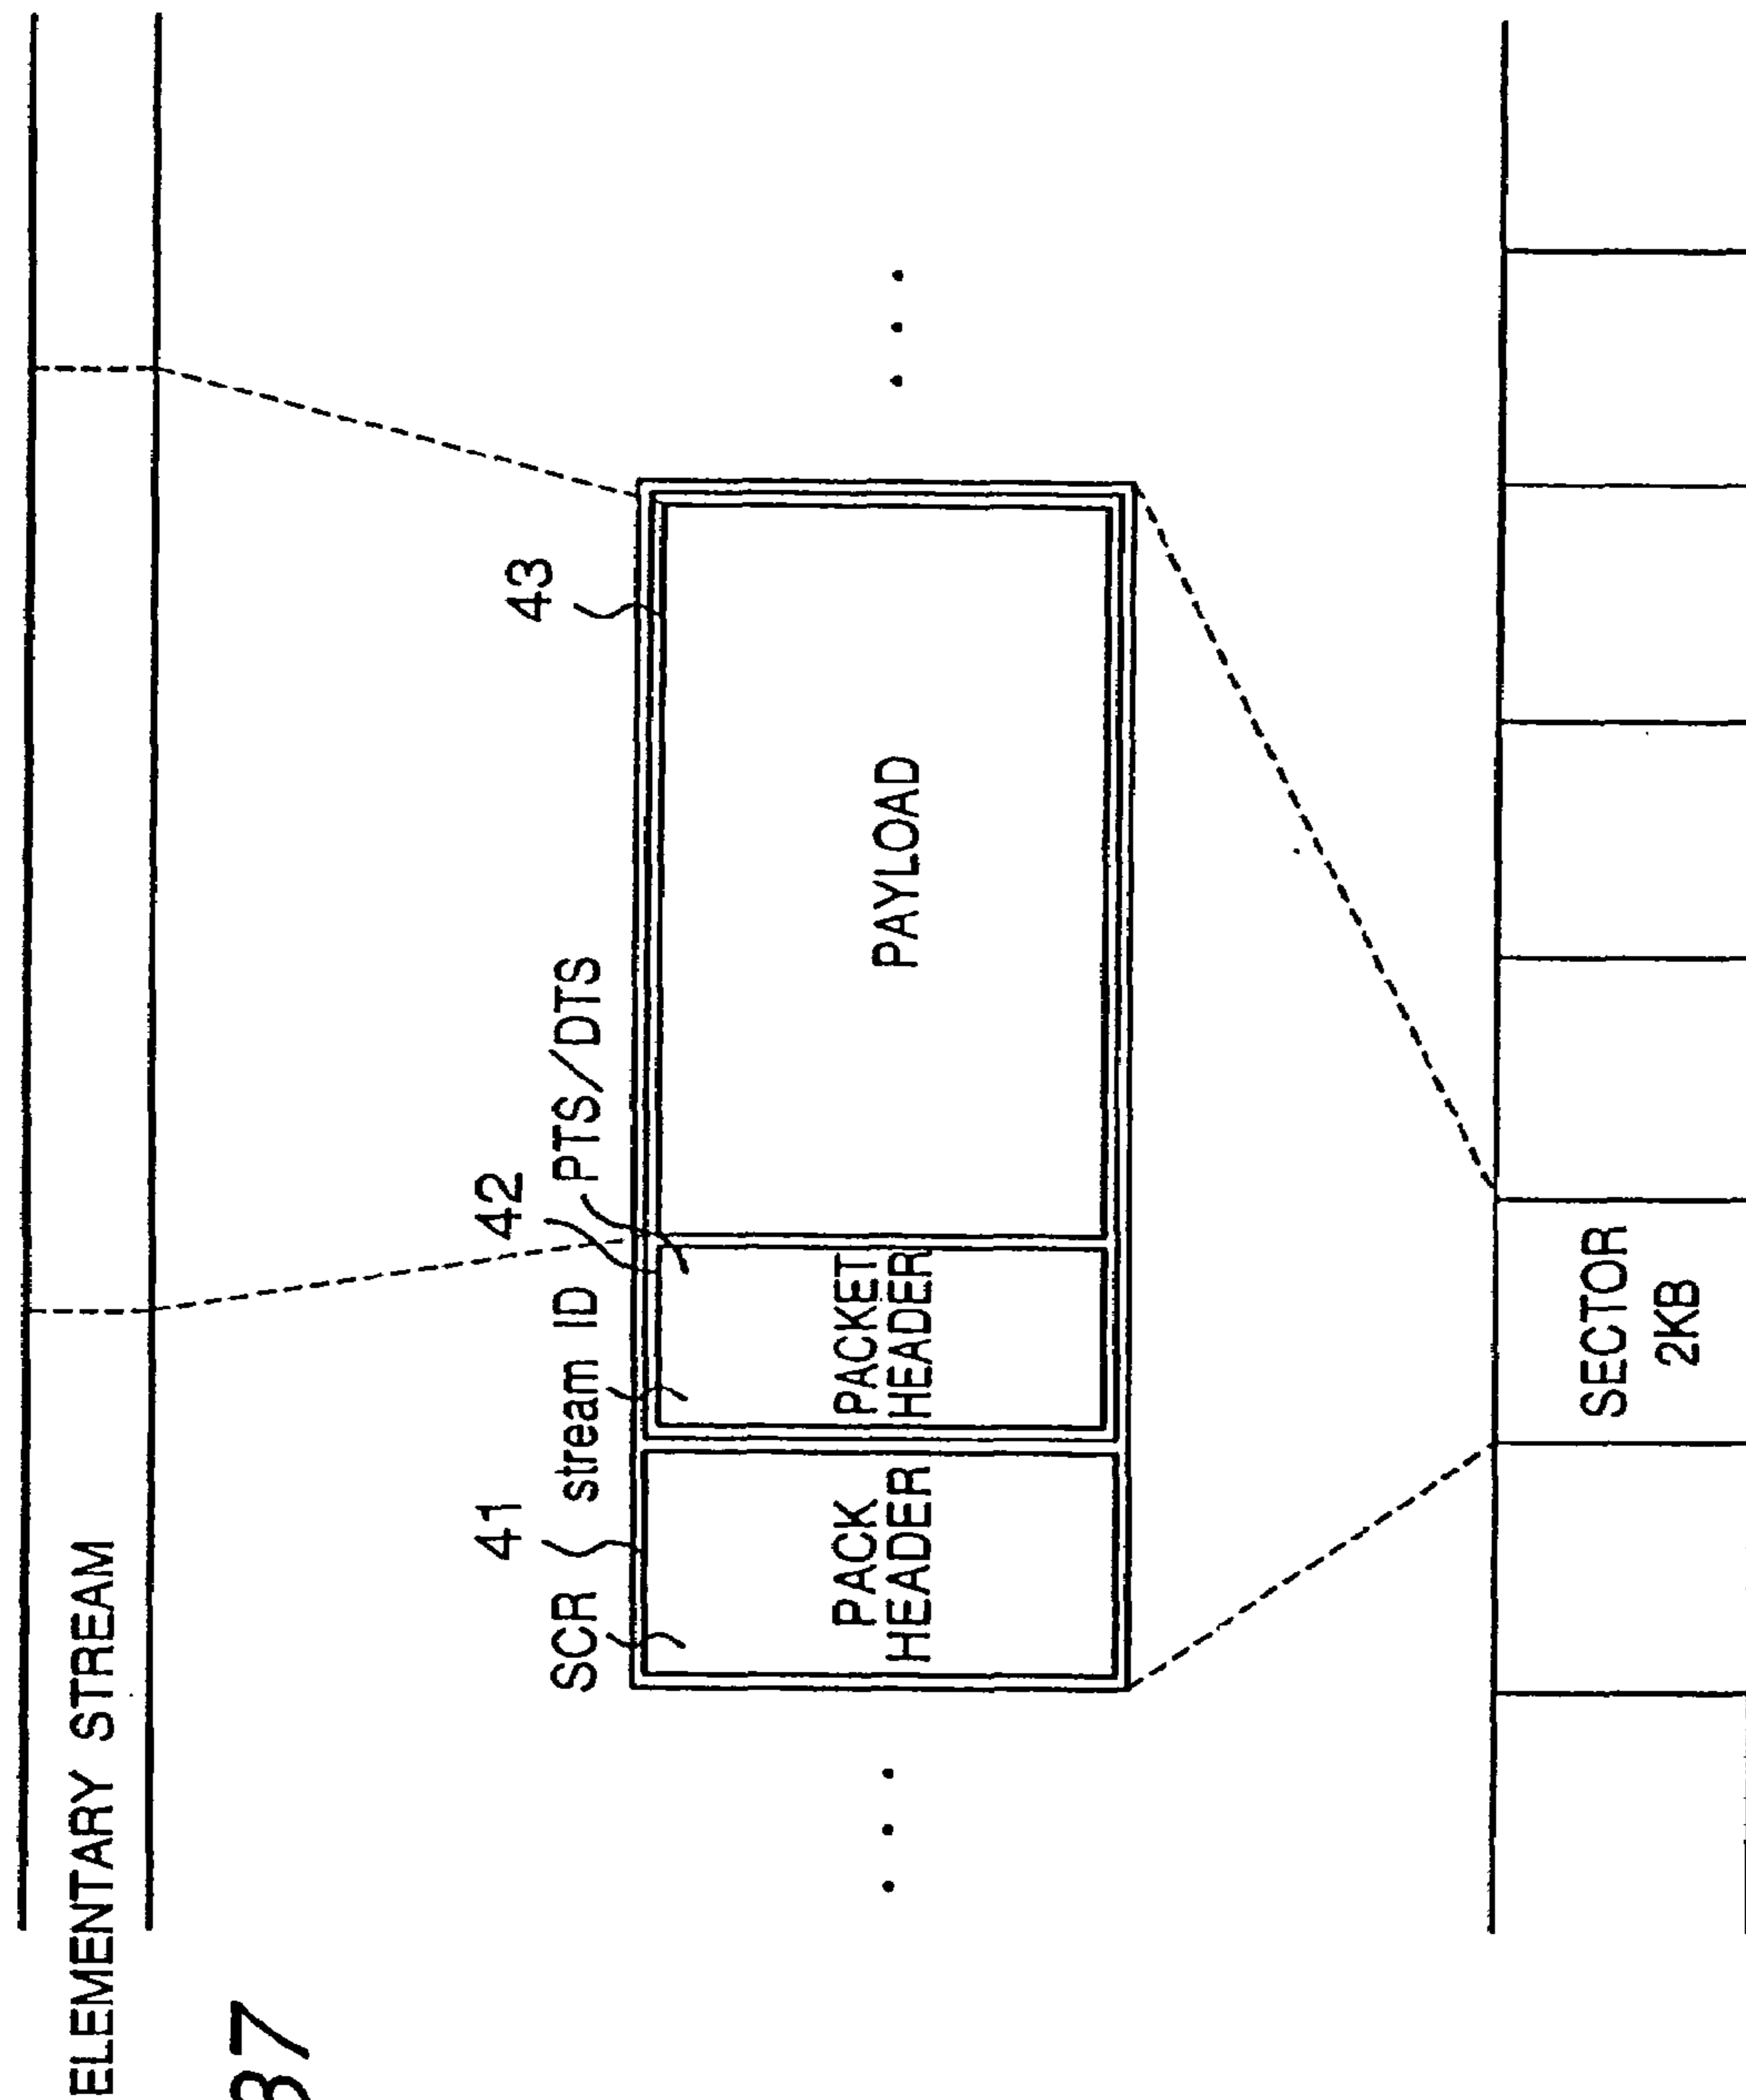 37
ELEMENTARY STREAM
41
42
43
SCR
stream ID
PTS/DTS
PACK
HEADER
PACKET
HEADER
PAYLOAD
SECTOR
2KB